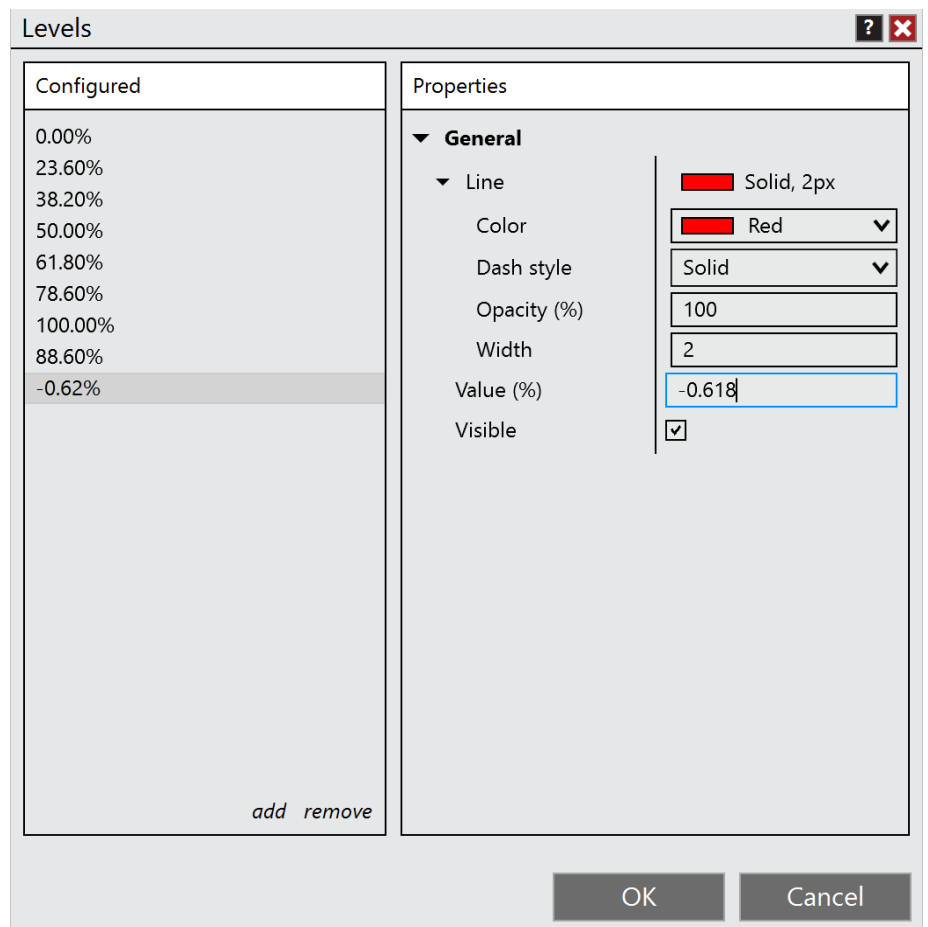 Levels
?
Configured
0.00%
23.60%
38.20%
50.00%
61.80%
78.60%
100.00%
88.60%
-0.62%
add remove
Properties
General
Line Solid, 2px
Color Red
Dash style Solid
Opacity (%) 100
Width 2
Value (%) -0.618
Visible
OK Cancel